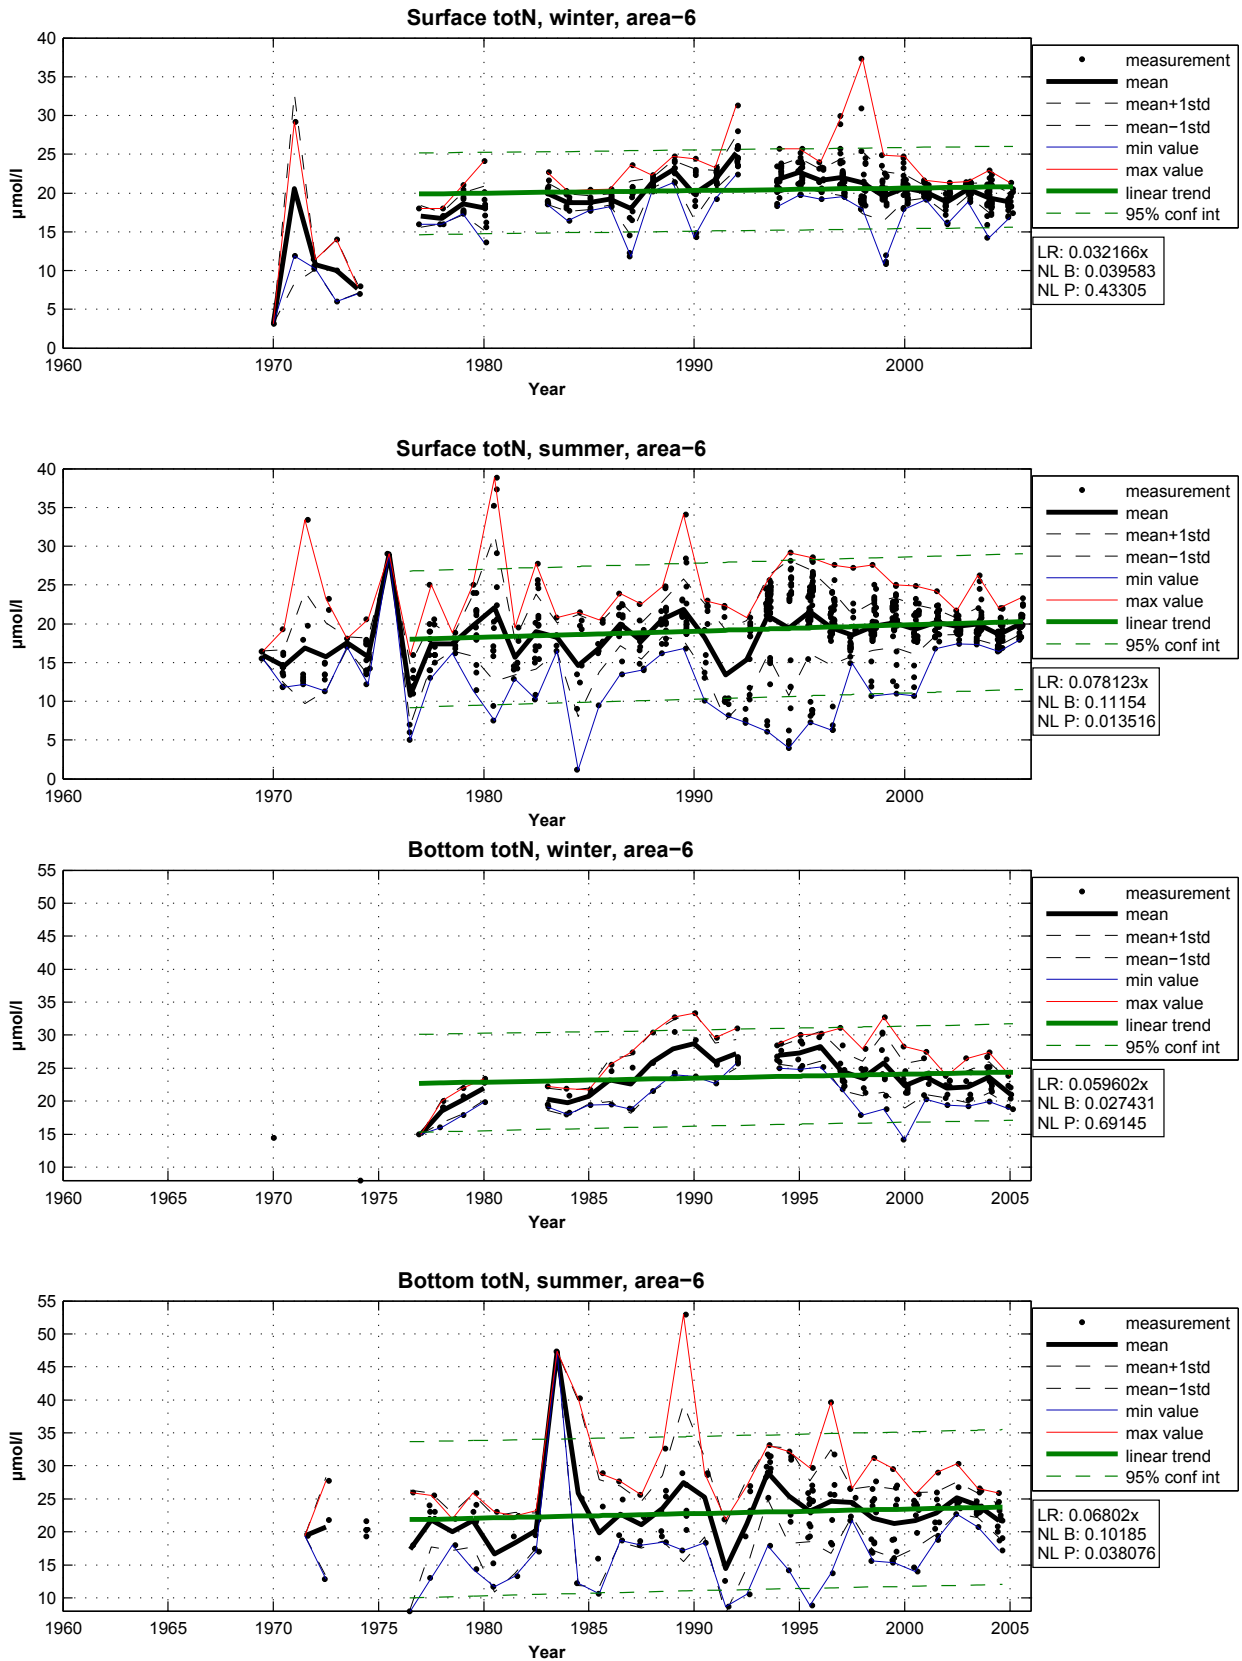 Surface totN, winter, area−6
40
35
30
25
20
15
10
5
0
µmol/l
1960 1970 1980 1990 2000
Year
measurement
mean
mean+1std
mean−1std
min value
max value
linear trend
95% conf int
LR: 0.032166x
NL B: 0.039583
NL P: 0.43305
Surface totN, summer, area−6
40
35
30
25
20
15
10
5
0
µmol/l
1960 1970 1980 1990 2000
Year
measurement
mean
mean+1std
mean−1std
min value
max value
linear trend
95% conf int
LR: 0.078123x
NL B: 0.11154
NL P: 0.013516
Bottom totN, winter, area−6
55
50
45
40
35
30
25
20
15
10
µmol/l
1960 1965 1970 1975 1980 1985 1990 1995 2000 2005
Year
measurement
mean
mean+1std
mean−1std
min value
max value
linear trend
95% conf int
LR: 0.059602x
NL B: 0.027431
NL P: 0.69145
Bottom totN, summer, area−6
55
50
45
40
35
30
25
20
15
10
µmol/l
1960 1965 1970 1975 1980 1985 1990 1995 2000 2005
Year
measurement
mean
mean+1std
mean−1std
min value
max value
linear trend
95% conf int
LR: 0.06802x
NL B: 0.10185
NL P: 0.038076